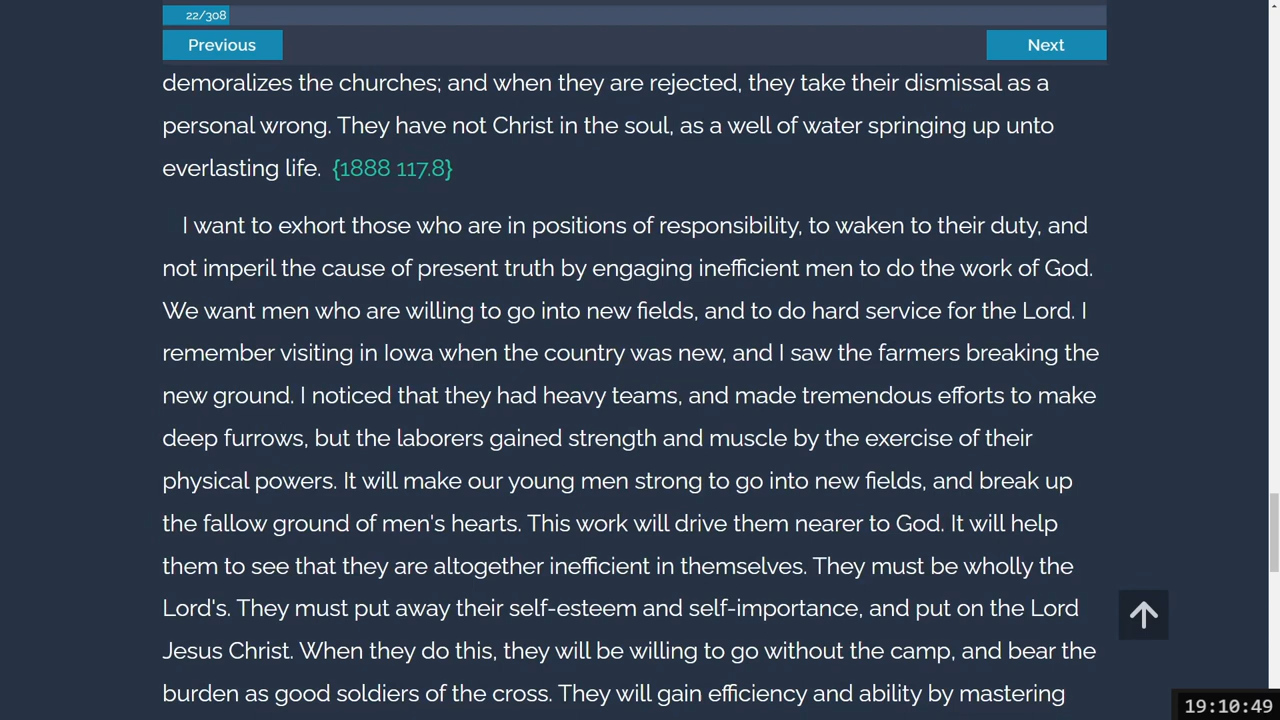 22/308
Previous
Next
demoralizes the churches; and when they are rejected, they take their dismissal as a
personal wrong. They have not Christ in the soul, as a well of water springing up unto
everlasting life. {1888 117.8}
I want to exhort those who are in positions of responsibility, to waken to their duty, and
not imperil the cause of present truth by engaging inefficient men to do the work of God.
We want men who are willing to go into new fields, and to do hard service for the Lord. I
remember visiting in Iowa when the country was new, and I saw the farmers breaking the
new ground. I noticed that they had heavy teams, and made tremendous efforts to make
deep furrows, but the laborers gained strength and muscle by the exercise of their
physical powers. It will make our young men strong to go into new fields, and break up
the fallow ground of men's hearts. This work will drive them nearer to God. It will help
them to see that they are altogether inefficient in themselves. They must be wholly the
Lord's. They must put away their self-esteem and self-importance, and put on the Lord
Jesus Christ. When they do this, they will be willing to go without the camp, and bear the
burden as good soldiers of the cross. They will gain efficiency and ability by mastering
19:10:49